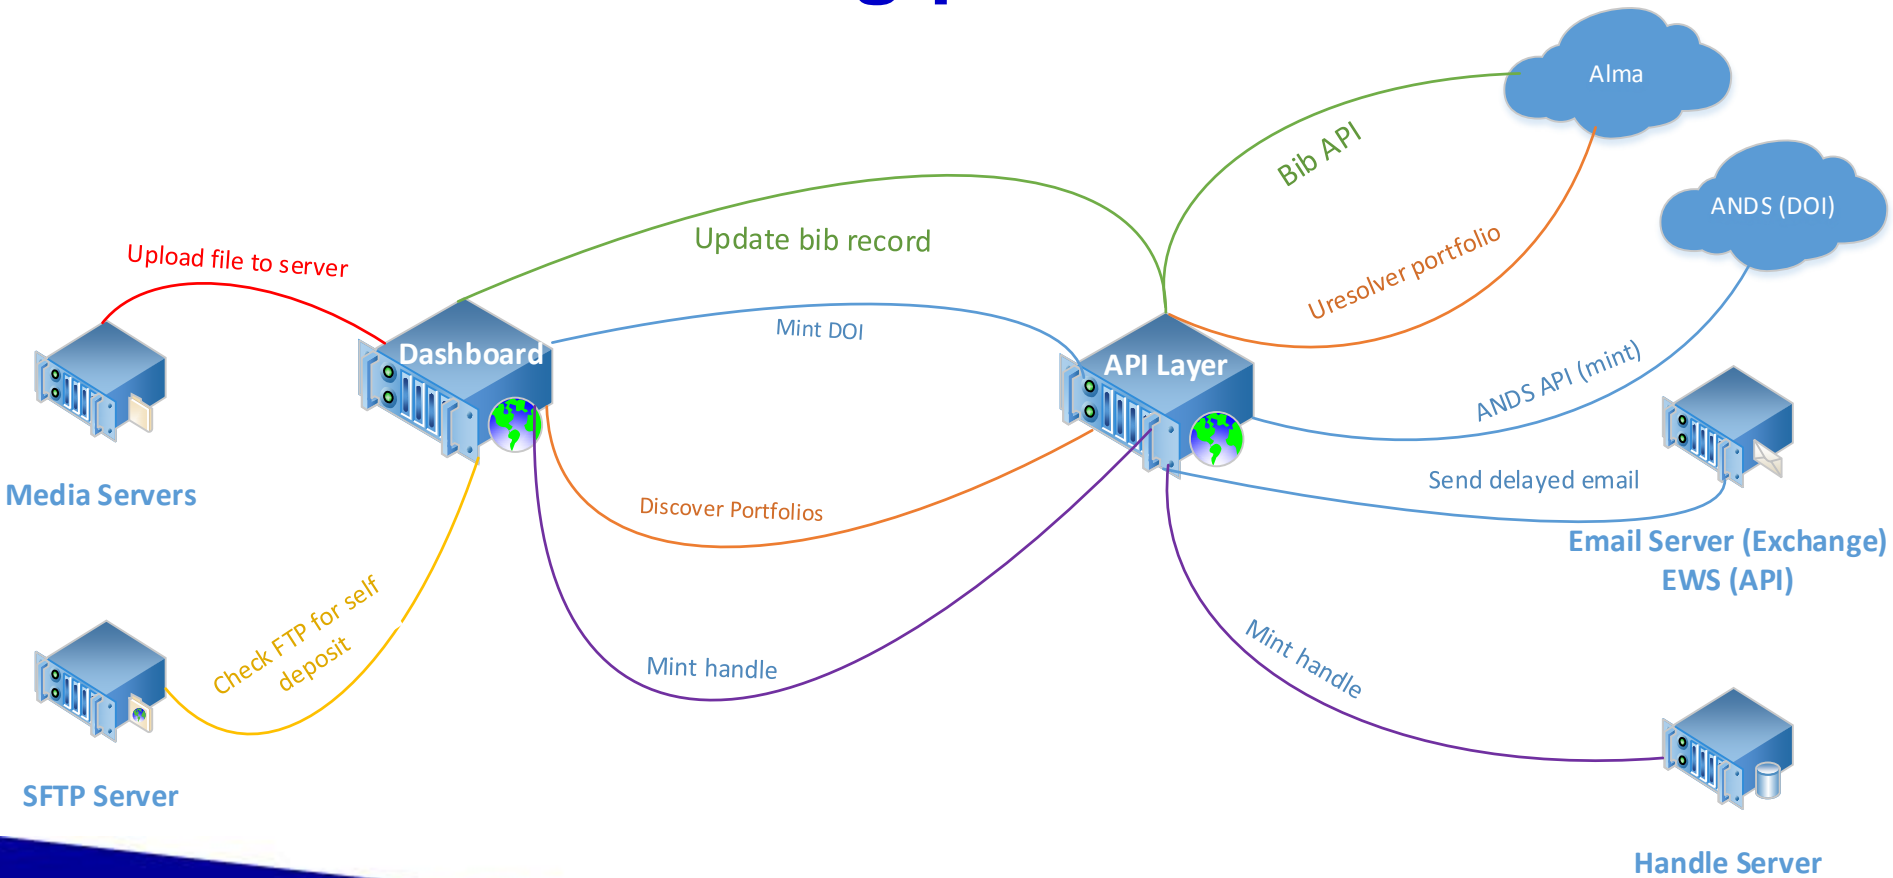 Alma
Bib API
ANDS (DOI)
Update bib record
Upload file to server
Uresolver portfolio
Mint DOI
Dashboard
API Layer
ANDS API (mint)
Send delayed email
Media Servers
Discover Portfolios
Email Server (Exchange)
EWS (API)
Check FTP for self
deposit
Mint handle
Mint handle
SFTP Server
Handle Server